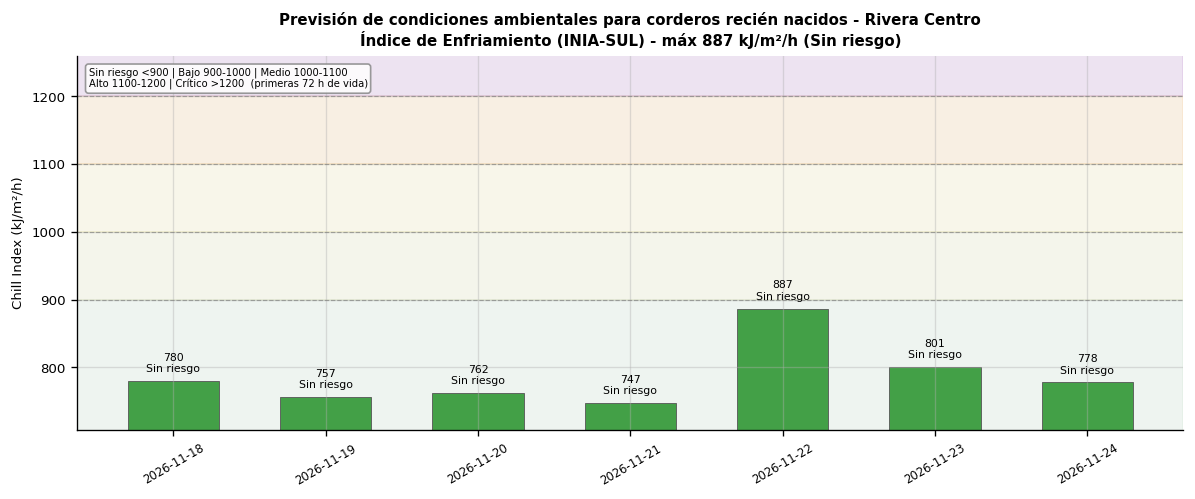 Previsión de condiciones ambientales para corderos recién nacidos - Rivera Centro
Índice de Enfriamiento (INIA-SUL) - máx 887 kJ/m²/h (Sin riesgo)
Sin riesgo <900 | Bajo 900-1000 | Medio 1000-1100
Alto 1100-1200 | Crítico >1200  (primeras 72 h de vida)
Chill Index (kJ/m²/h)
1200
1100
1000
900
800
780
Sin riesgo
757
Sin riesgo
762
Sin riesgo
747
Sin riesgo
887
Sin riesgo
801
Sin riesgo
778
Sin riesgo
2026-11-18
2026-11-19
2026-11-20
2026-11-21
2026-11-22
2026-11-23
2026-11-24